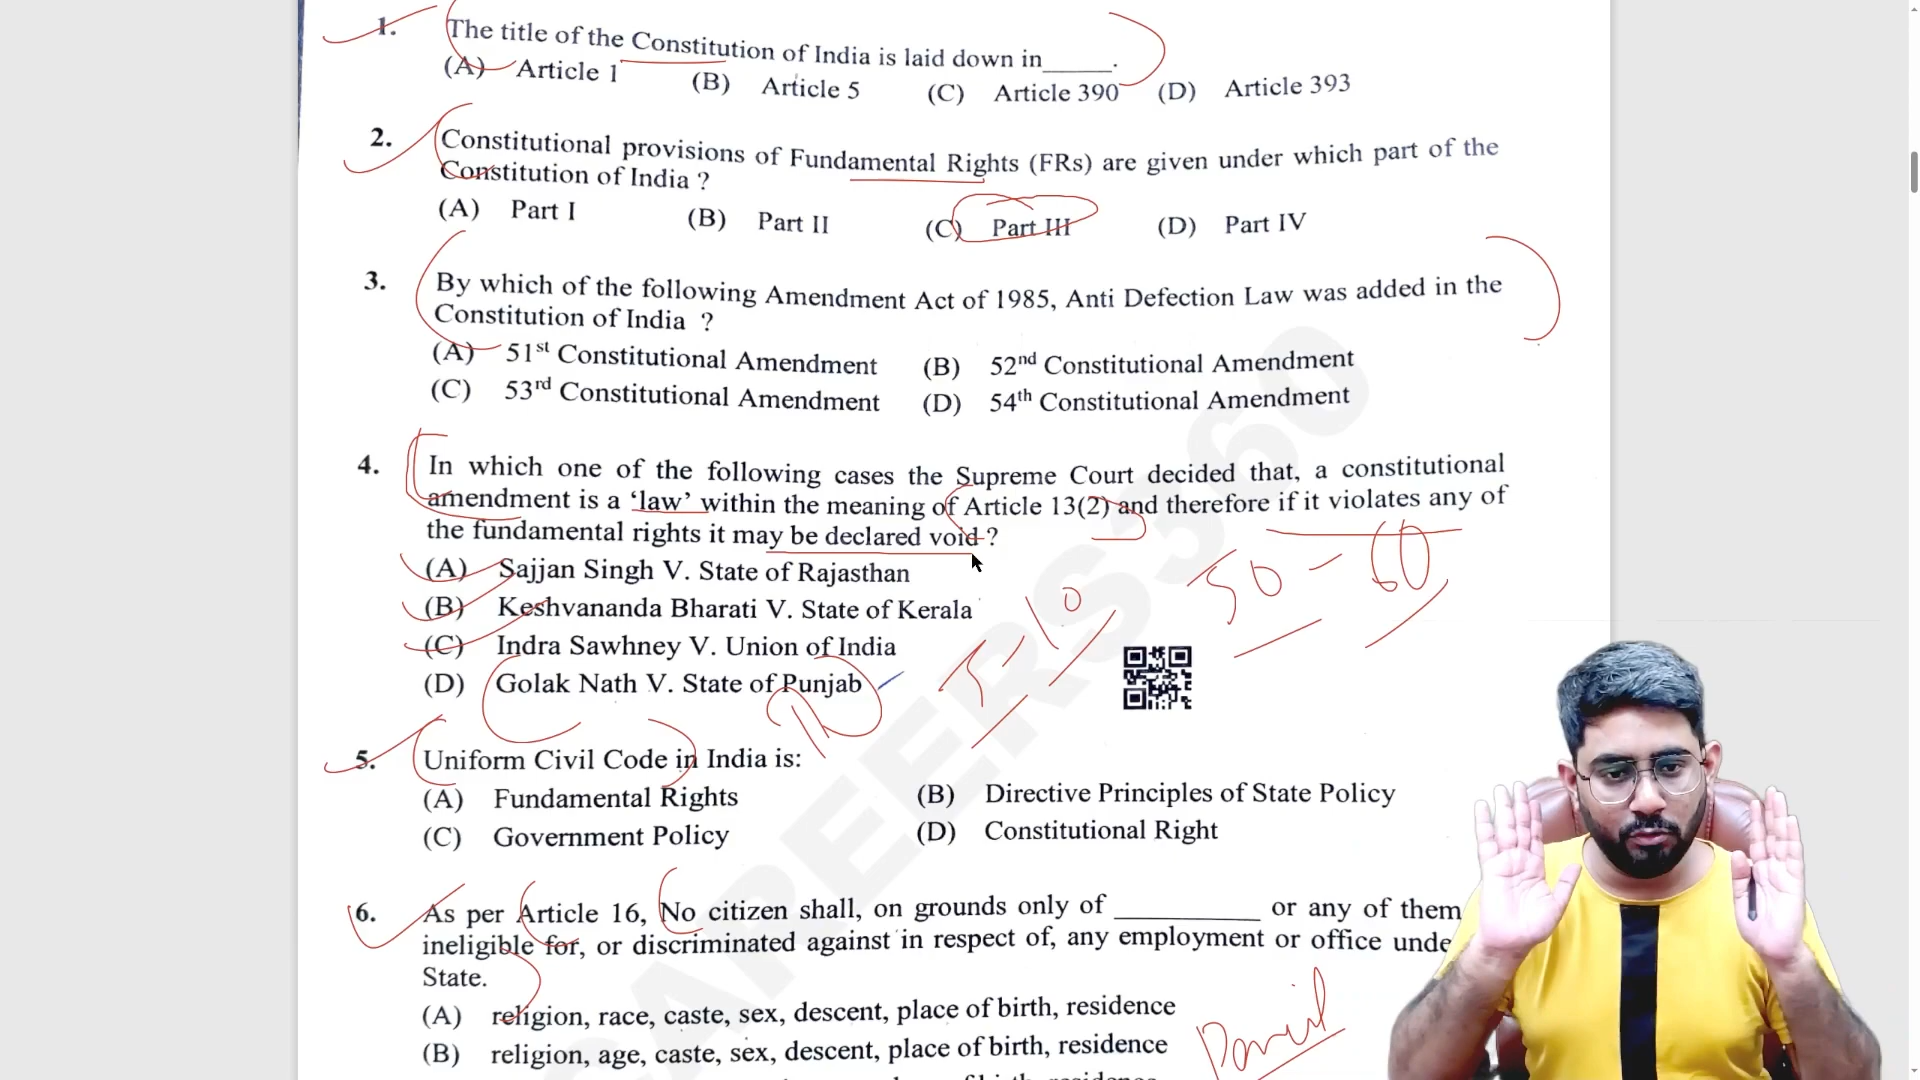 1. The title of the Constitution of India is laid down in______.
(A) Article 1 (B) Article 5 (C) Article 390 (D) Article 393
2. Constitutional provisions of Fundamental Rights (FRs) are given under which part of the
Constitution of India ?
(A) Part I (B) Part II (C) Part III (D) Part IV
3. By which of the following Amendment Act of 1985, Anti Defection Law was added in the
Constitution of India ?
(A) 51st Constitutional Amendment (B) 52nd Constitutional Amendment
(C) 53rd Constitutional Amendment (D) 54th Constitutional Amendment
4. In which one of the following cases the Supreme Court decided that, a constitutional
amendment is a ‘law’ within the meaning of Article 13(2) and therefore if it violates any of
the fundamental rights it may be declared void ?
(A) Sajjan Singh V. State of Rajasthan
(B) Keshvananda Bharati V. State of Kerala
(C) Indra Sawhney V. Union of India
(D) Golak Nath V. State of Punjab
5-10
50-60
5. Uniform Civil Code in India is:
(A) Fundamental Rights (B) Directive Principles of State Policy
(C) Government Policy (D) Constitutional Right
6. As per Article 16, No citizen shall, on grounds only of ____________ or any of them
ineligible for, or discriminated against in respect of, any employment or office unde
State.
(A) religion, race, caste, sex, descent, place of birth, residence
(B) religion, age, caste, sex, descent, place of birth, residence
CAREERS360